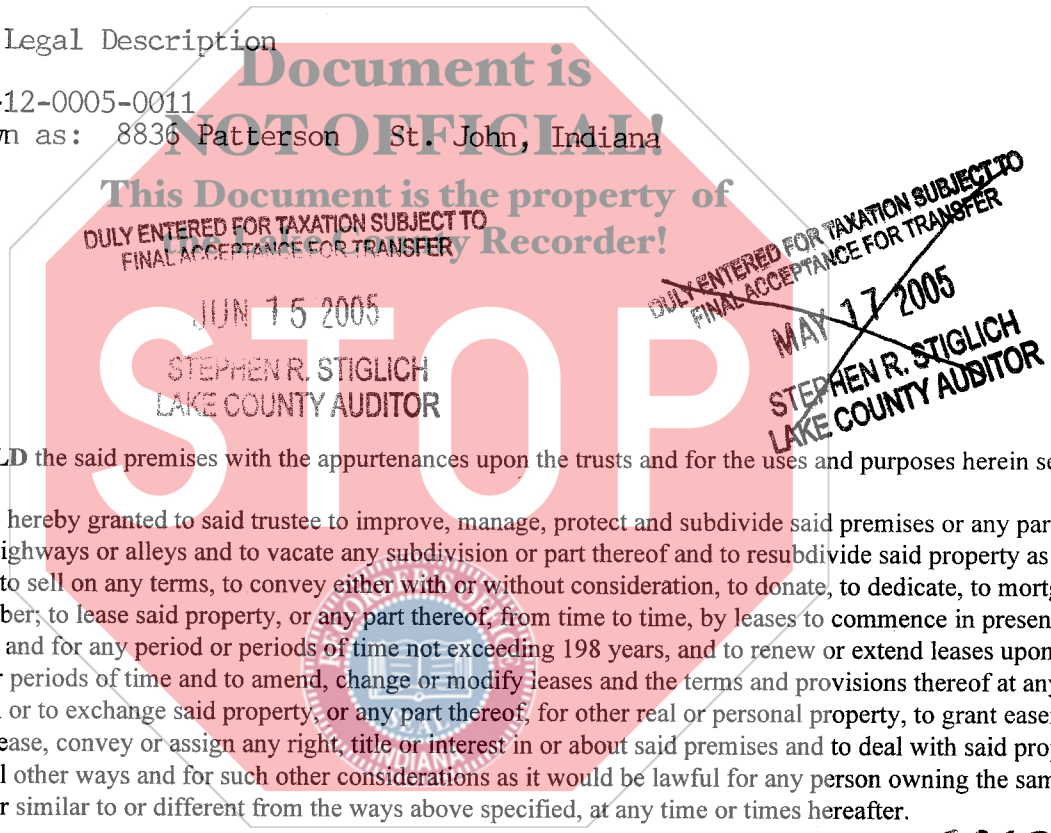 Legal Description
Document is
-12-0005-0011
n as: 8836 Patterson St. John, Indiana
NOT OFFICIAL!
This Document is the property of
the Lake County Recorder!
DULY ENTERED FOR TAXATION SUBJECT TO
FINAL ACCEPTANCE FOR TRANSFER
JUN 15 2005
STEPHEN R. STIGLICH
LAKE COUNTY AUDITOR
DULY ENTERED FOR TAXATION SUBJECT TO
FINAL ACCEPTANCE FOR TRANSFER
MAY 17 2005
STEPHEN R. STIGLICH
LAKE COUNTY AUDITOR
STOP
LD the said premises with the appurtenances upon the trusts and for the uses and purposes herein se
hereby granted to said trustee to improve, manage, protect and subdivide said premises or any par
ighways or alleys and to vacate any subdivision or part thereof and to resubdivide said property as
to sell on any terms, to convey either with or without consideration, to donate, to dedicate, to mortg
ber; to lease said property, or any part thereof, from time to time, by leases to commence in presen
and for any period or periods of time not exceeding 198 years, and to renew or extend leases upon
r periods of time and to amend, change or modify leases and the terms and provisions thereof at any
or to exchange said property, or any part thereof, for other real or personal property, to grant ease
ease, convey or assign any right, title or interest in or about said premises and to deal with said pro
l other ways and for such other considerations as it would be lawful for any person owning the sam
r similar to or different from the ways above specified, at any time or times hereafter.
SEAL
INDIANA